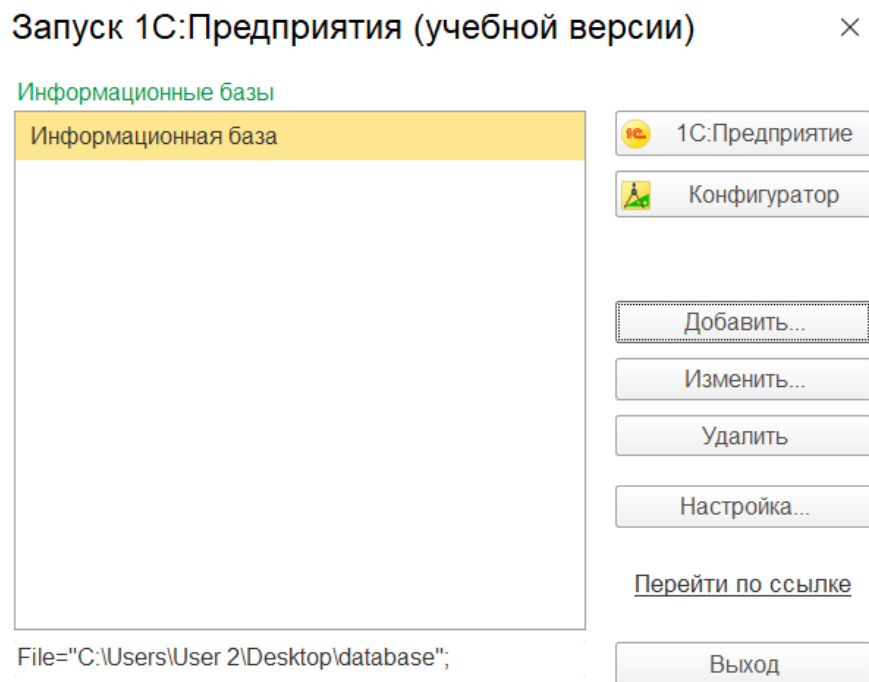 Запуск 1С:Предприятия (учебной версии)
Информационные базы
Информационная база
1С:Предприятие
Конфигуратор
Добавить...
Изменить...
Удалить
Настройка...
Перейти по ссылке
File="C:\Users\User 2\Desktop\database";
Выход